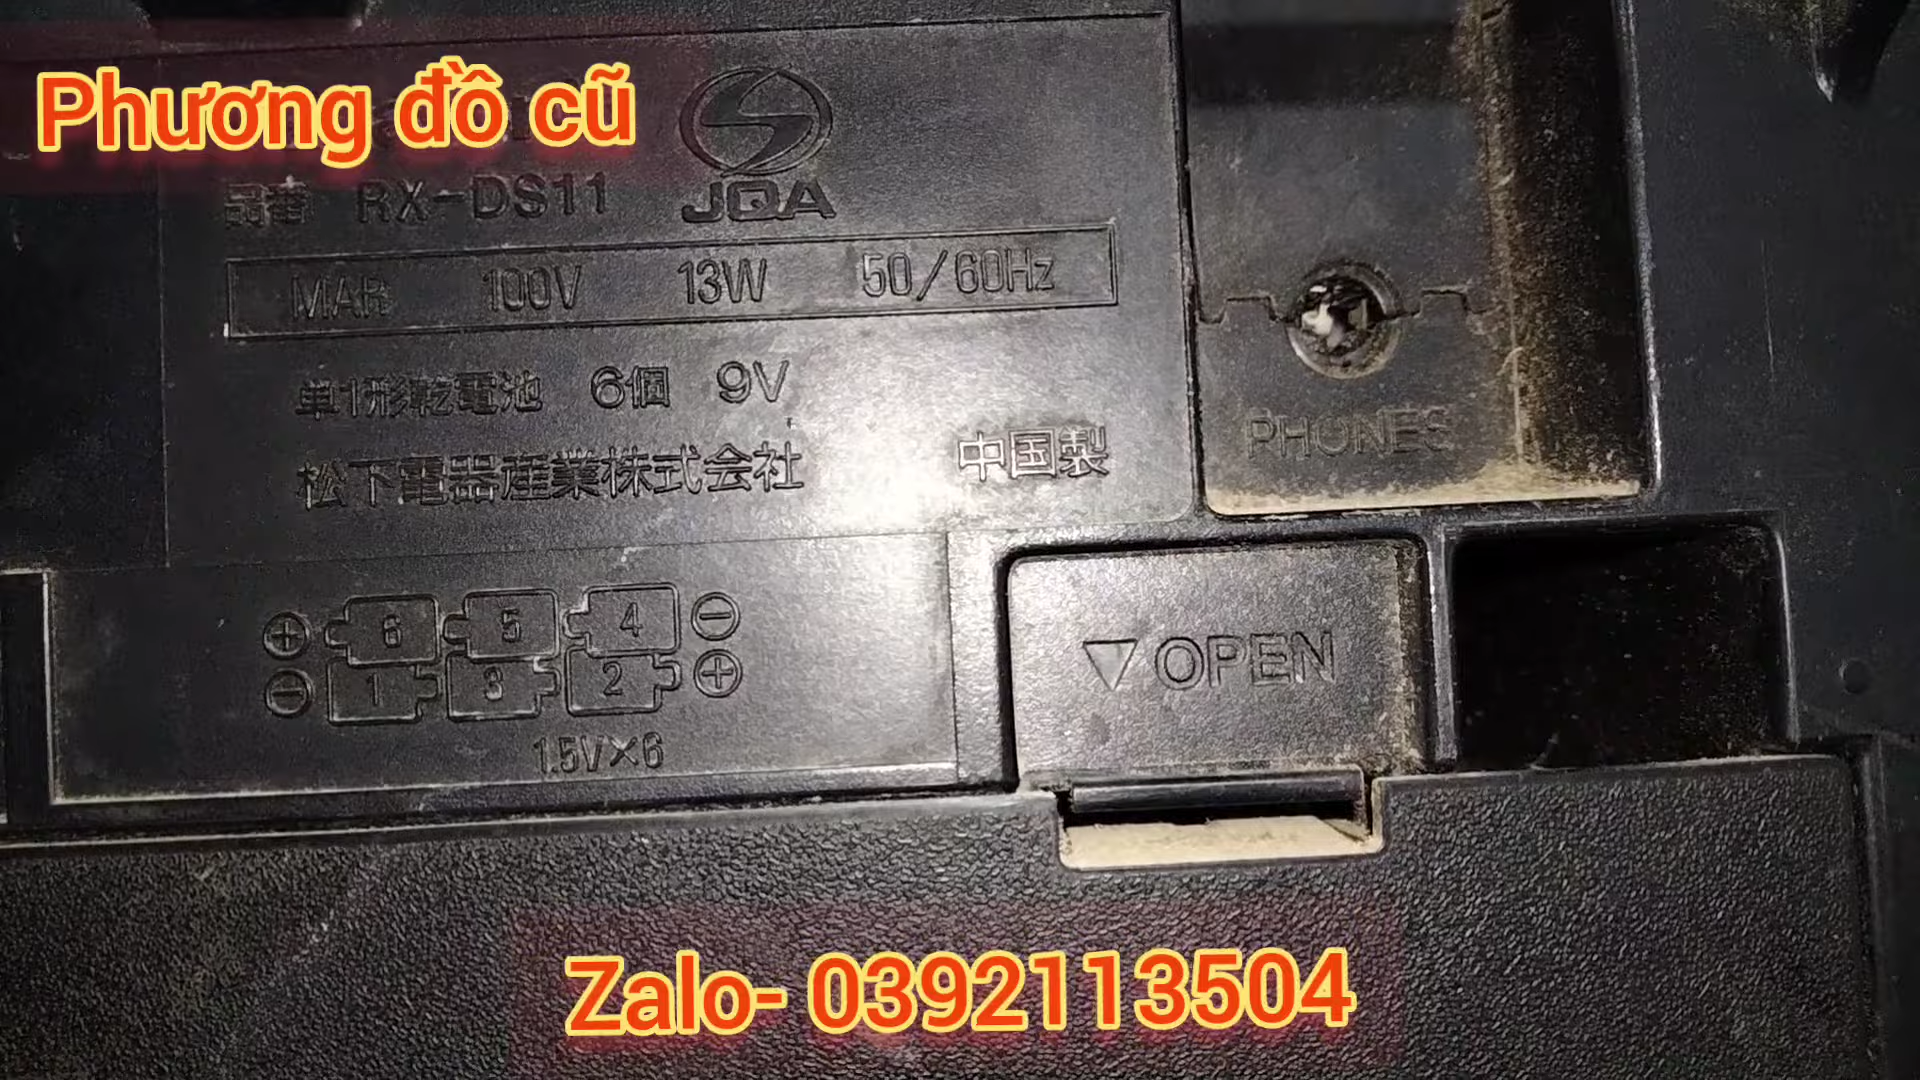 Phương đồ cũ
JQA
品番 RX-DS11
MAR 100V 13W 50/60Hz
単1形乾電池 6個 9V
松下電器産業株式会社 中国製
PHONES
⊕ 6 5 4 ⊖
⊖ 1 3 2 ⊕
1.5V×6
▽OPEN
Zalo- 0392113504